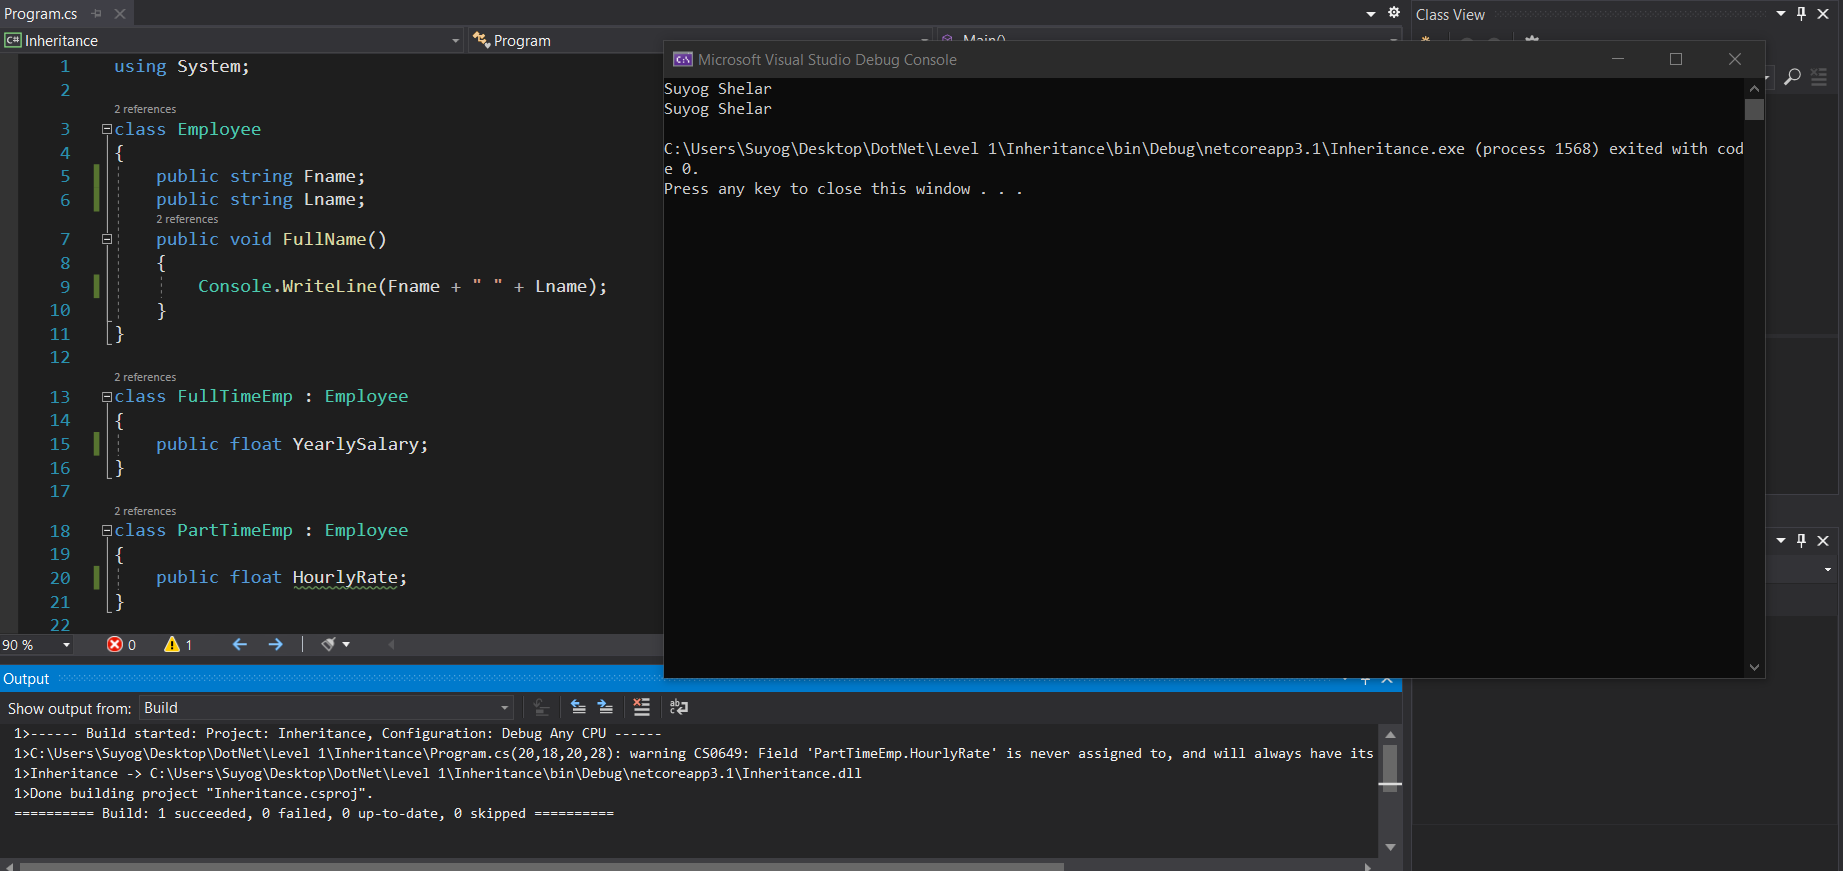 Program.cs
Inheritance
Program
Main()
1 using System;
2
2 references
3 class Employee
4 {
5 public string Fname;
6 public string Lname;
2 references
7 public void FullName()
8 {
9 Console.WriteLine(Fname + " " + Lname);
10 }
11 }
12
2 references
13 class FullTimeEmp : Employee
14 {
15 public float YearlySalary;
16 }
17
2 references
18 class PartTimeEmp : Employee
19 {
20 public float HourlyRate;
21 }
22
90 % 0 1
Microsoft Visual Studio Debug Console
Suyog Shelar
Suyog Shelar
C:\Users\Suyog\Desktop\DotNet\Level 1\Inheritance\bin\Debug\netcoreapp3.1\Inheritance.exe (process 1568) exited with cod
e 0.
Press any key to close this window . . .
Class View
Output
Show output from: Build
1>------ Build started: Project: Inheritance, Configuration: Debug Any CPU ------
1>C:\Users\Suyog\Desktop\DotNet\Level 1\Inheritance\Program.cs(20,18,20,28): warning CS0649: Field 'PartTimeEmp.HourlyRate' is never assigned to, and will always have its
1>Inheritance -> C:\Users\Suyog\Desktop\DotNet\Level 1\Inheritance\bin\Debug\netcoreapp3.1\Inheritance.dll
1>Done building project "Inheritance.csproj".
========== Build: 1 succeeded, 0 failed, 0 up-to-date, 0 skipped ==========